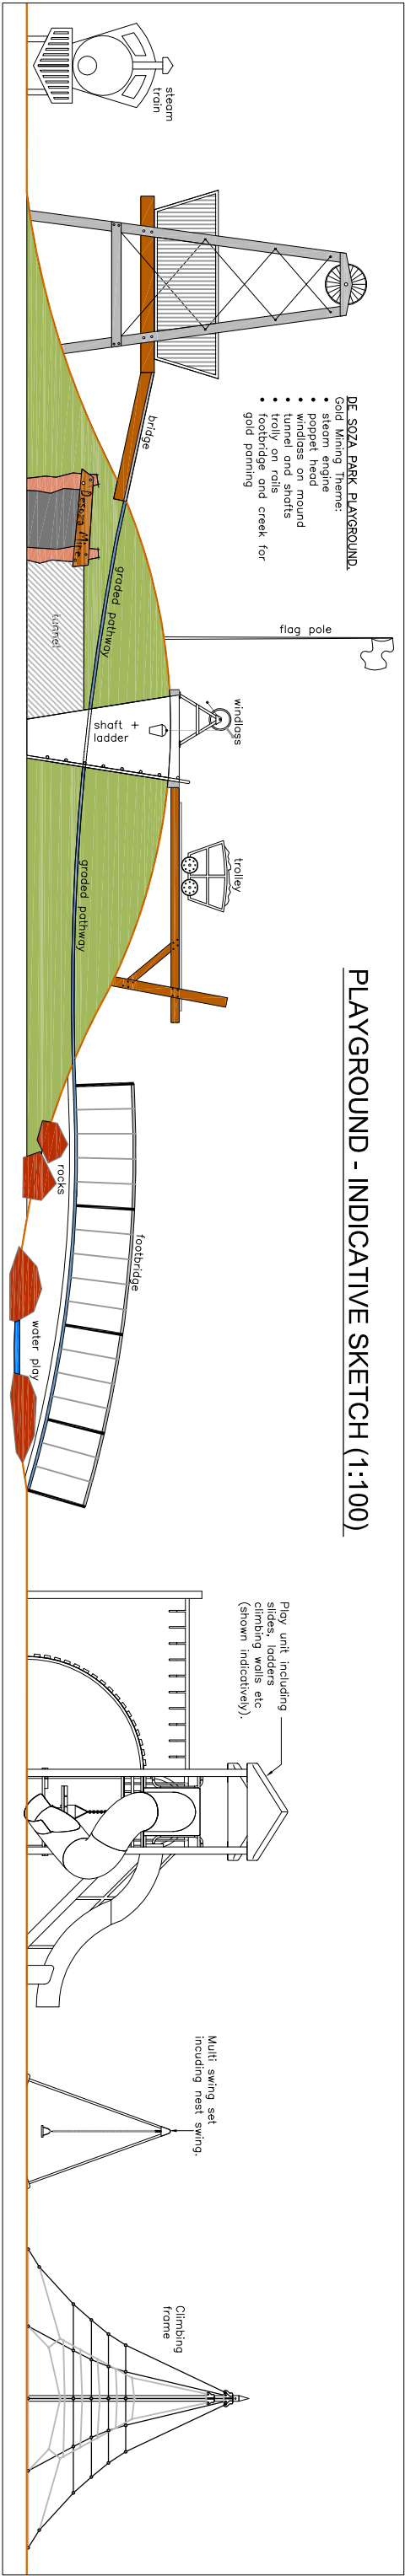 PLAYGROUND - INDICATIVE SKETCH (1:100)
steam
train
DE SOZA PARK PLAYGROUND.
Gold Mining Theme:
• steam engine
• poppet head
• windlass on mound
• tunnel and shafts
• trolly on rails
• footbridge and creek for
gold panning
bridge
Desoza Mine
graded pathway
tunnel
flag pole
windlass
shaft +
ladder
trolley
graded pathway
rocks
footbridge
water play
Play unit including
slides, ladders
climbing walls etc
(shown indicatively).
Multi swing set
incuding nest swing.
Climbing
frame